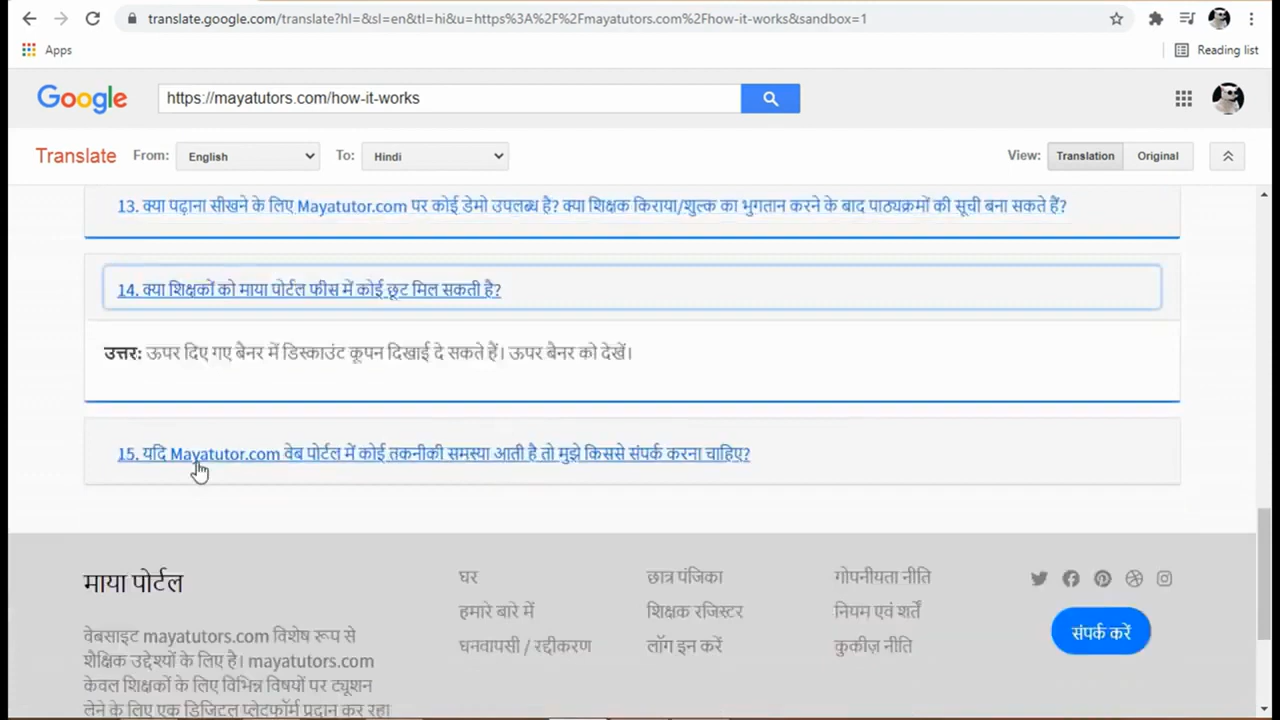 translate.google.com/translate?hl=&sl=en&tl=hi&u=https%3A%2F%2Fmayatutors.com%2Fhow-it-works&sandbox=1
Apps
Reading list
Google
https://mayatutors.com/how-it-works
Translate From: English To: Hindi View: Translation Original
13. क्या पढ़ाना सीखने के लिए Mayatutor.com पर कोई डेमो उपलब्ध है? क्या शिक्षक किराया/शुल्क का भुगतान करने के बाद पाठ्यक्रमों की सूची बना सकते हैं?
14. क्या शिक्षकों को माया पोर्टल फीस में कोई छूट मिल सकती है?
उत्तर: ऊपर दिए गए बैनर में डिस्काउंट कूपन दिखाई दे सकते हैं। ऊपर बैनर को देखें।
15. यदि Mayatutor.com वेब पोर्टल में कोई तकनीकी समस्या आती है तो मुझे किससे संपर्क करना चाहिए?
माया पोर्टल
वेबसाइट mayatutors.com विशेष रूप से
शैक्षिक उद्देश्यों के लिए है। mayatutors.com
केवल शिक्षकों के लिए विभिन्न विषयों पर ट्यूशन
लेने के लिए एक डिजिटल प्लेटफॉर्म प्रदान कर रहा
घर
हमारे बारे में
धनवापसी / रद्दीकरण
छात्र पंजिका
शिक्षक रजिस्टर
लॉग इन करें
गोपनीयता नीति
नियम एवं शर्तें
कुकीज़ नीति
संपर्क करें